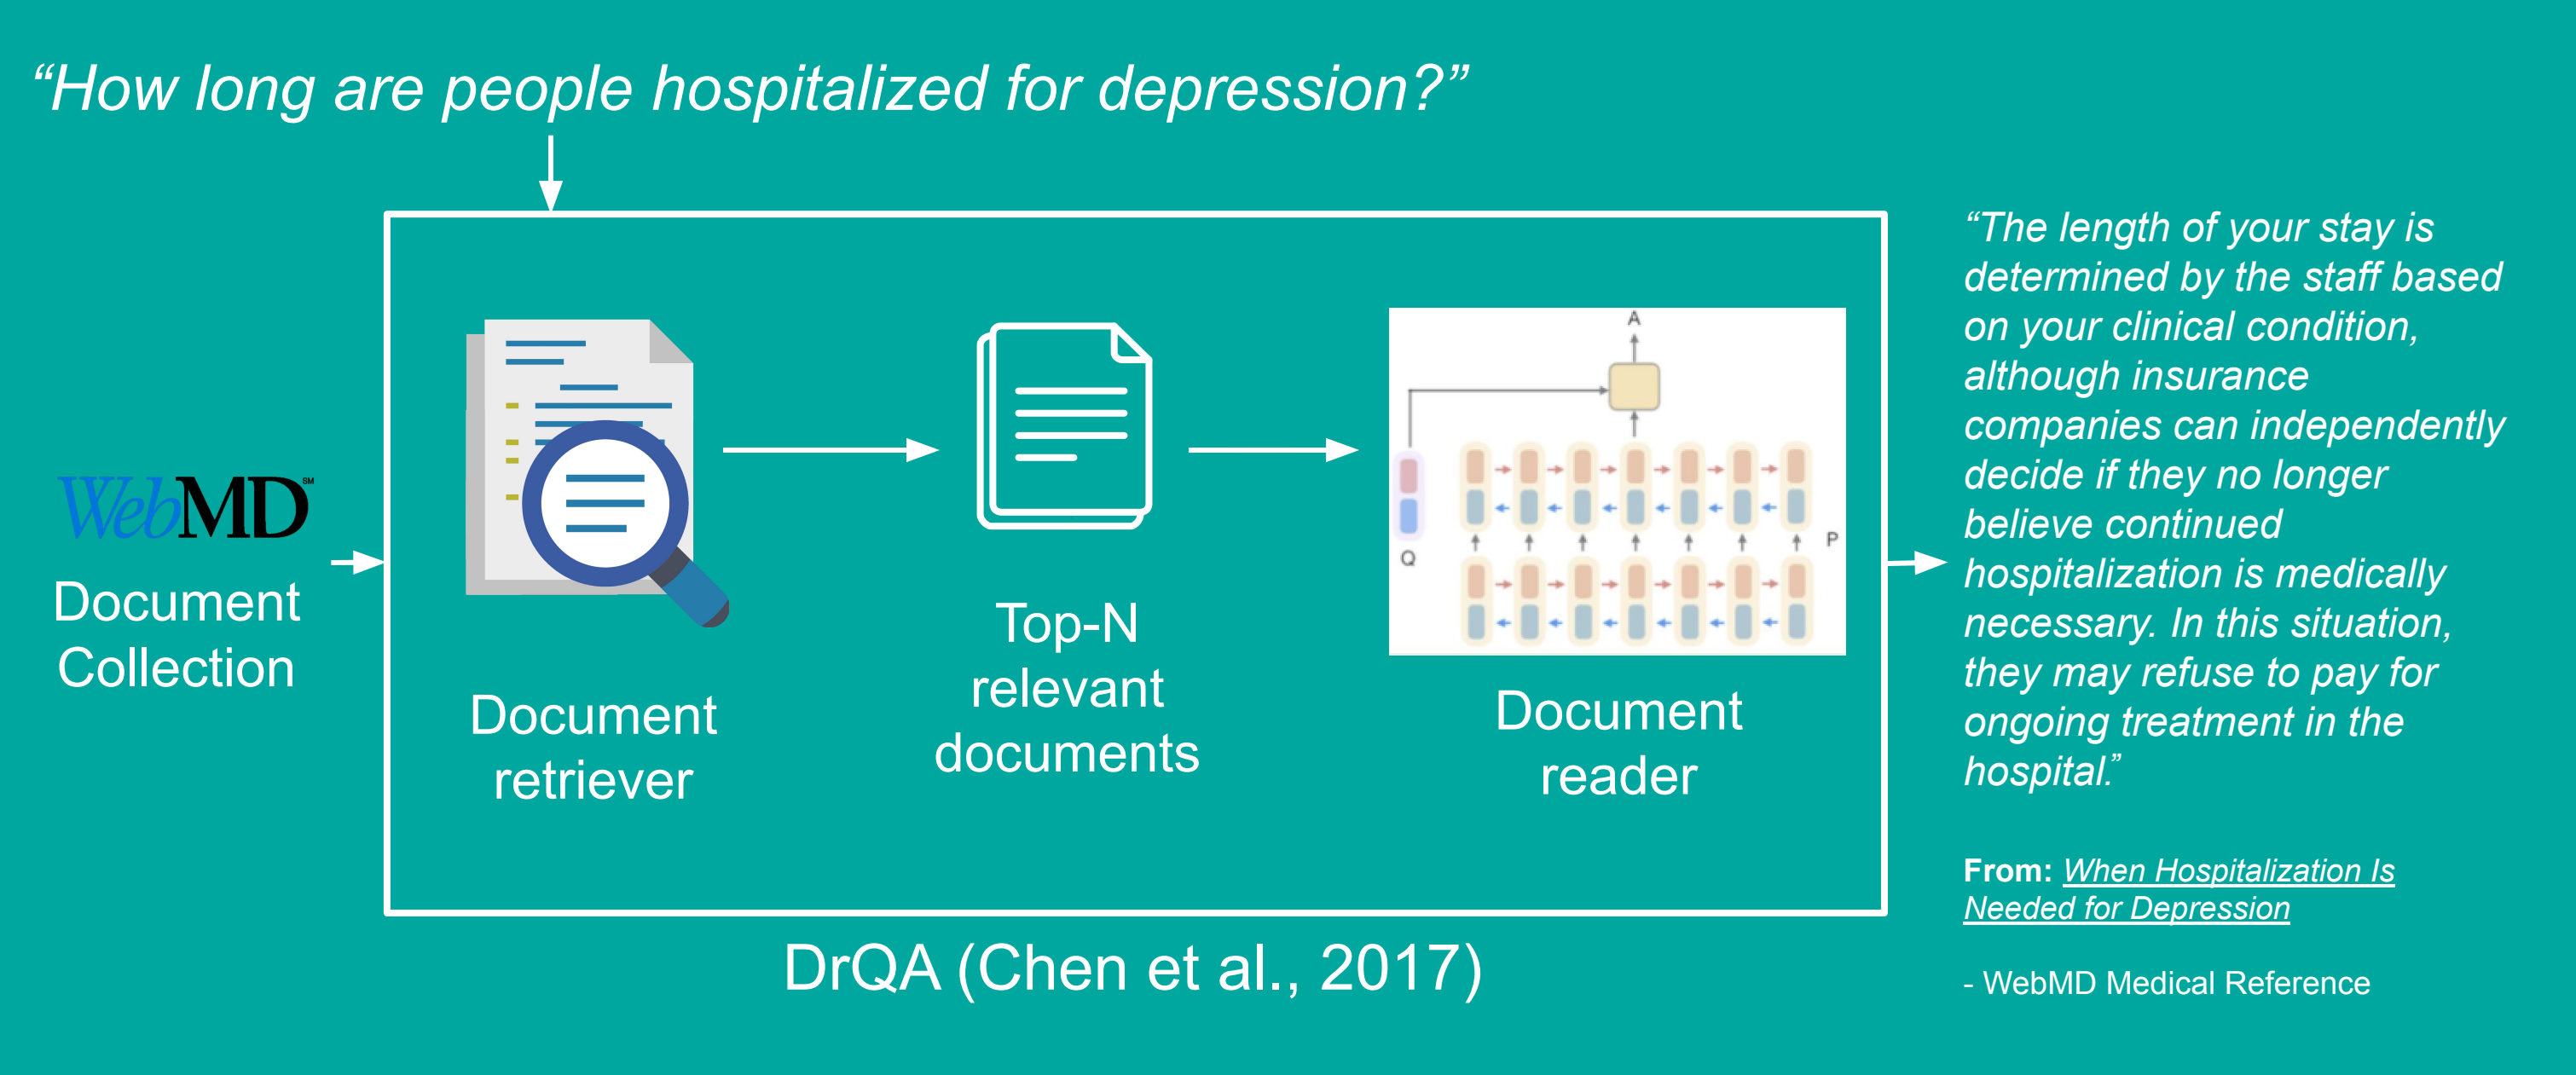 “How long are people hospitalized for depression?”
WebMD℠
Document
Collection
Document
retriever
Top-N
relevant
documents
A
Q
P
Document
reader
DrQA (Chen et al., 2017)
“The length of your stay is
determined by the staff based
on your clinical condition,
although insurance
companies can independently
decide if they no longer
believe continued
hospitalization is medically
necessary. In this situation,
they may refuse to pay for
ongoing treatment in the
hospital.”
From: When Hospitalization Is
Needed for Depression
- WebMD Medical Reference